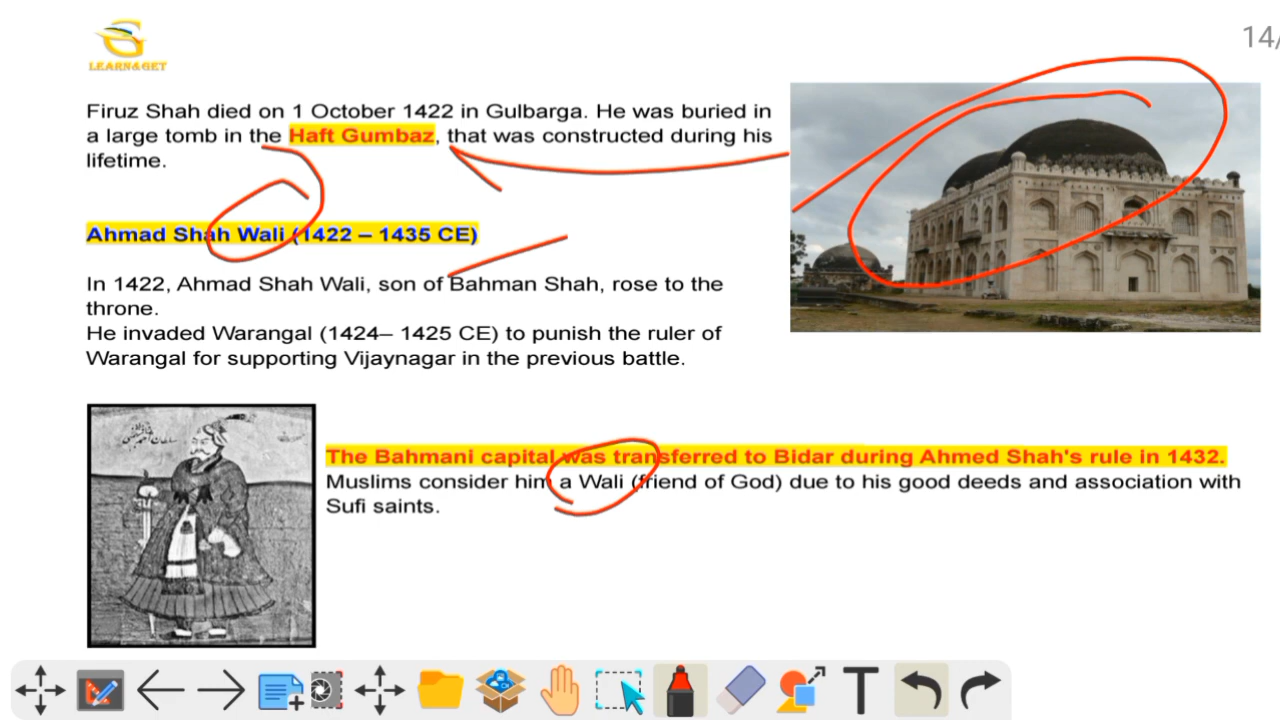 14/
LEARN&GET
Firuz Shah died on 1 October 1422 in Gulbarga. He was buried in
a large tomb in the Haft Gumbaz, that was constructed during his
lifetime.
Ahmad Shah Wali (1422 – 1435 CE)
In 1422, Ahmad Shah Wali, son of Bahman Shah, rose to the
throne.
He invaded Warangal (1424– 1425 CE) to punish the ruler of
Warangal for supporting Vijaynagar in the previous battle.
The Bahmani capital was transferred to Bidar during Ahmed Shah's rule in 1432.
Muslims consider him a Wali (friend of God) due to his good deeds and association with
Sufi saints.